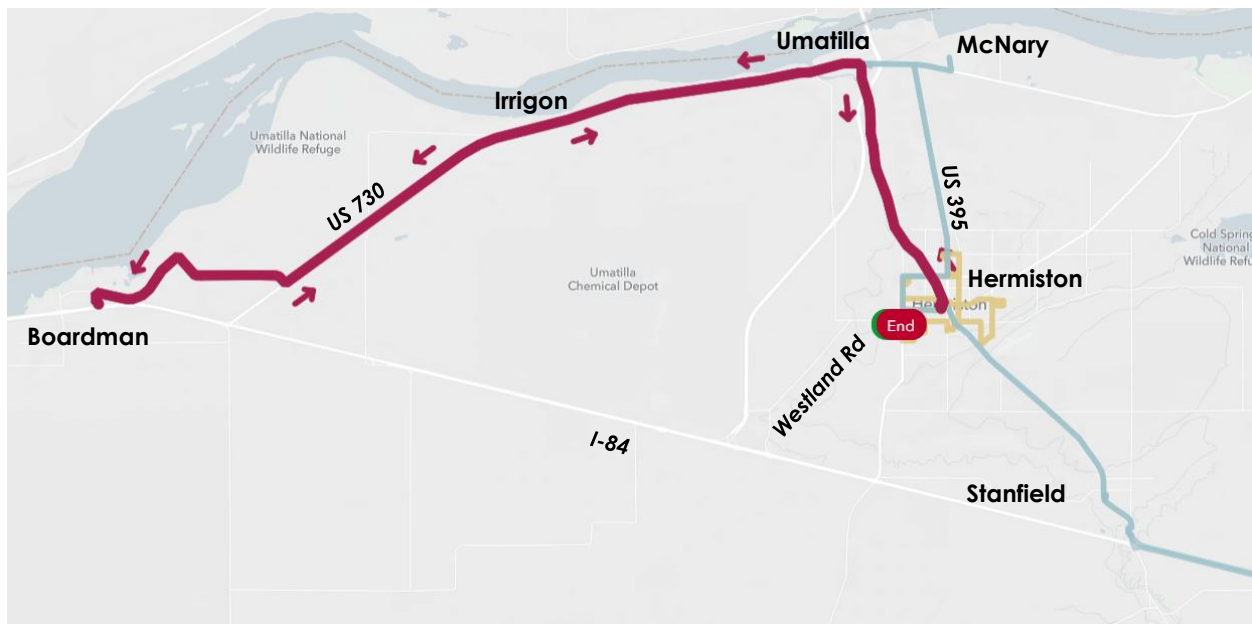 Umatilla
McNary
Irrigon
Umatilla National
Wildlife Refuge
US 730
US 395
Cold Spring
National
Wildlife Refu
Umatilla
Chemical Depot
Hermiston
End
Boardman
Westland Rd
I-84
Stanfield